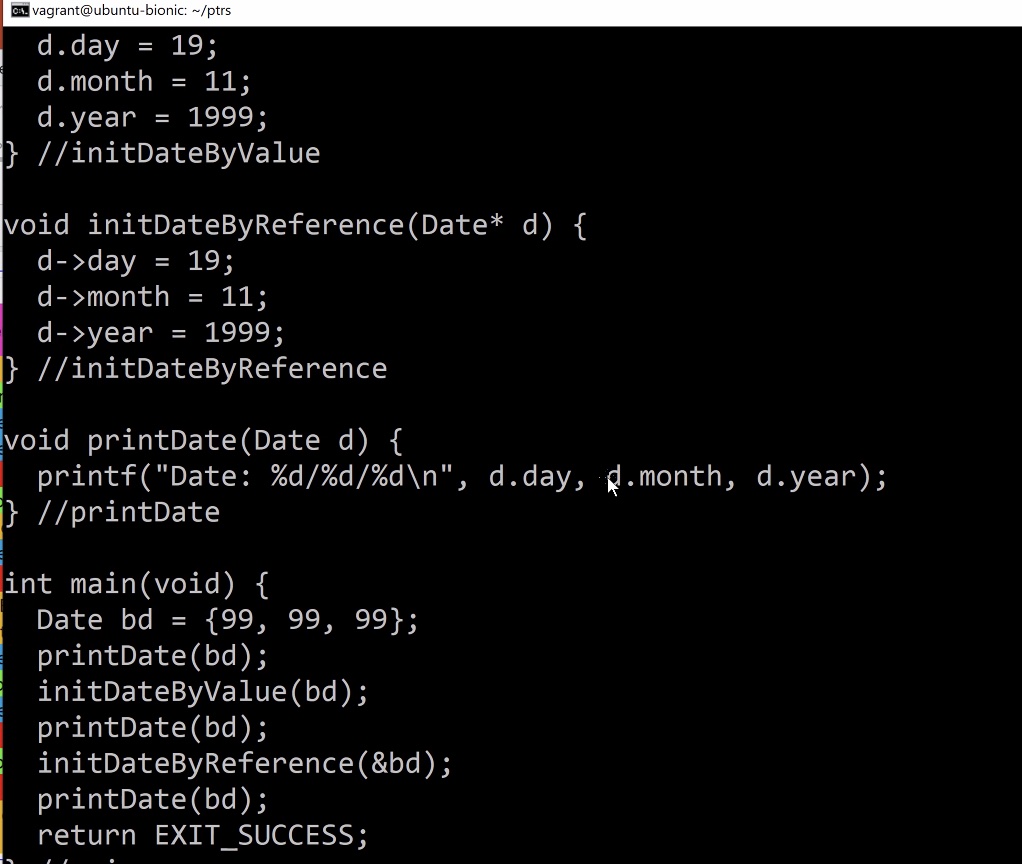 vagrant@ubuntu-bionic: ~/ptrs
d.day = 19;
d.month = 11;
d.year = 1999;
} //initDateByValue
void initDateByReference(Date* d) {
d->day = 19;
d->month = 11;
d->year = 1999;
} //initDateByReference
void printDate(Date d) {
printf("Date: %d/%d/%d\n", d.day, d.month, d.year);
} //printDate
int main(void) {
Date bd = {99, 99, 99};
printDate(bd);
initDateByValue(bd);
printDate(bd);
initDateByReference(&bd);
printDate(bd);
return EXIT_SUCCESS;